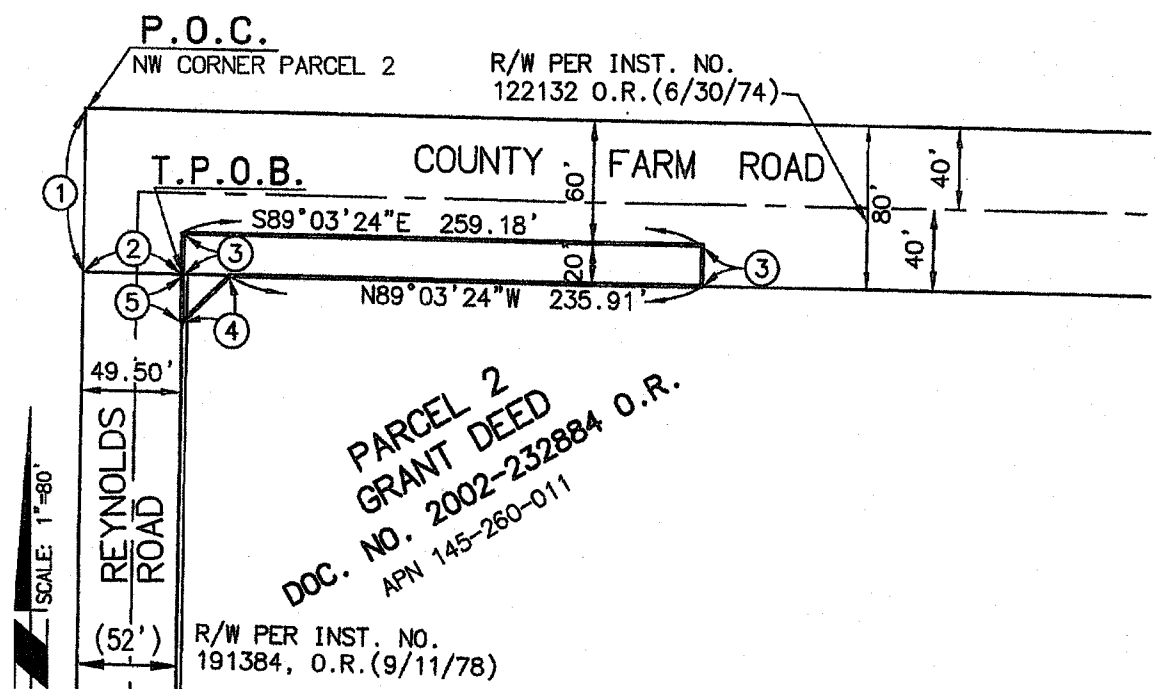 P.O.C.
NW CORNER PARCEL 2
R/W PER INST. NO.
122132 O.R.(6/30/74)
COUNTY FARM ROAD
T.P.O.B.
1
60'
80'
40'
40'
S89°03'24"E 259.18'
2
3
20'
3
N89°03'24"W 235.91'
5
4
49.50'
PARCEL 2
GRANT DEED
DOC. NO. 2002-232884 O.R.
APN 145-260-011
REYNOLDS
ROAD
SCALE: 1"=80'
(52')
R/W PER INST. NO.
191384, O.R.(9/11/78)